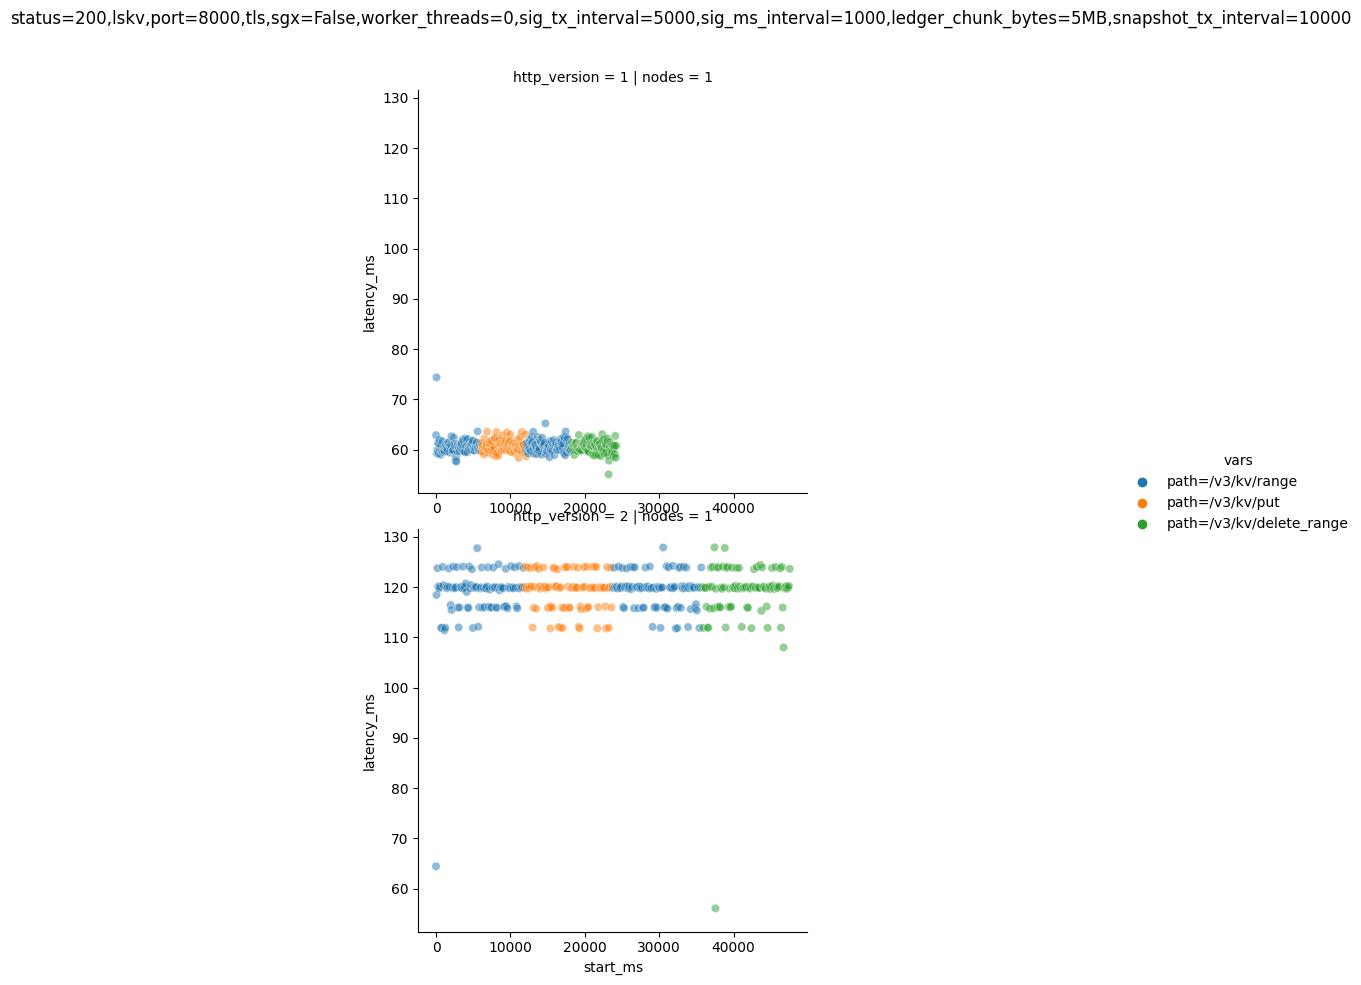 status=200,lskv,port=8000,tls,sgx=False,worker_threads=0,sig_tx_interval=5000,sig_ms_interval=1000,ledger_chunk_bytes=5MB,snapshot_tx_interval=10000
http_version = 1 | nodes = 1
130
120
110
100
90
80
70
60
latency_ms
0 10000 20000 30000 40000
http_version = 2 | nodes = 1
130
120
110
100
90
80
70
60
latency_ms
0 10000 20000 30000 40000
start_ms
vars
path=/v3/kv/range
path=/v3/kv/put
path=/v3/kv/delete_range